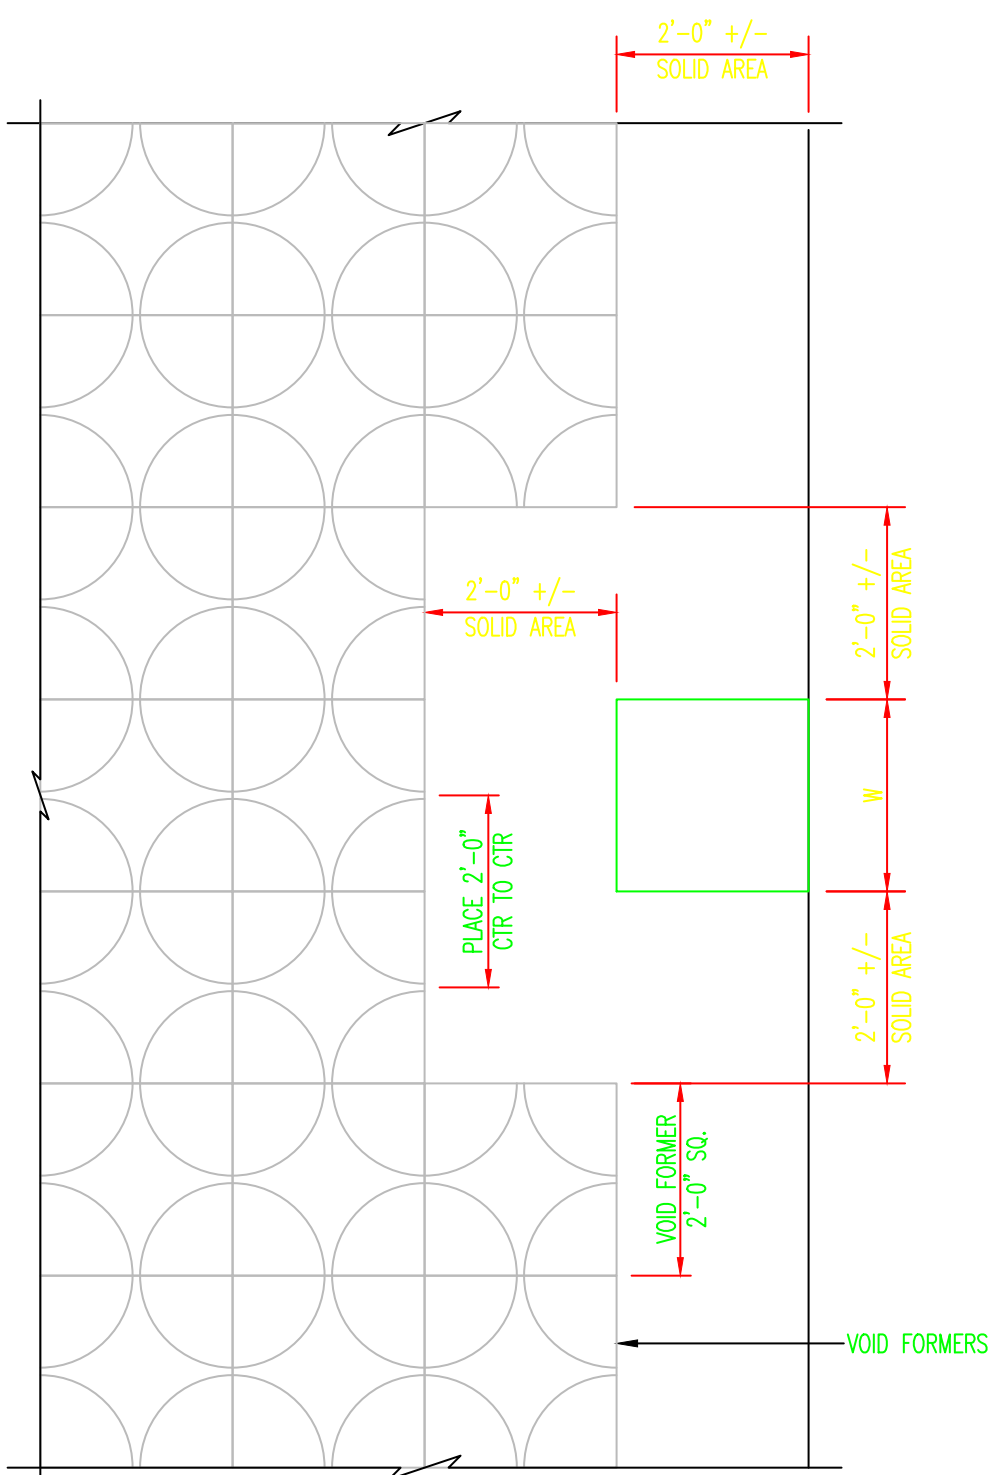 2'-0" +/-
SOLID AREA
2'-0" +/-
SOLID AREA
2'-0" +/-
SOLID AREA
W
PLACE 2'-0"
CTR TO CTR
2'-0" +/-
SOLID AREA
VOID FORMER
2'-0" SQ.
VOID FORMERS